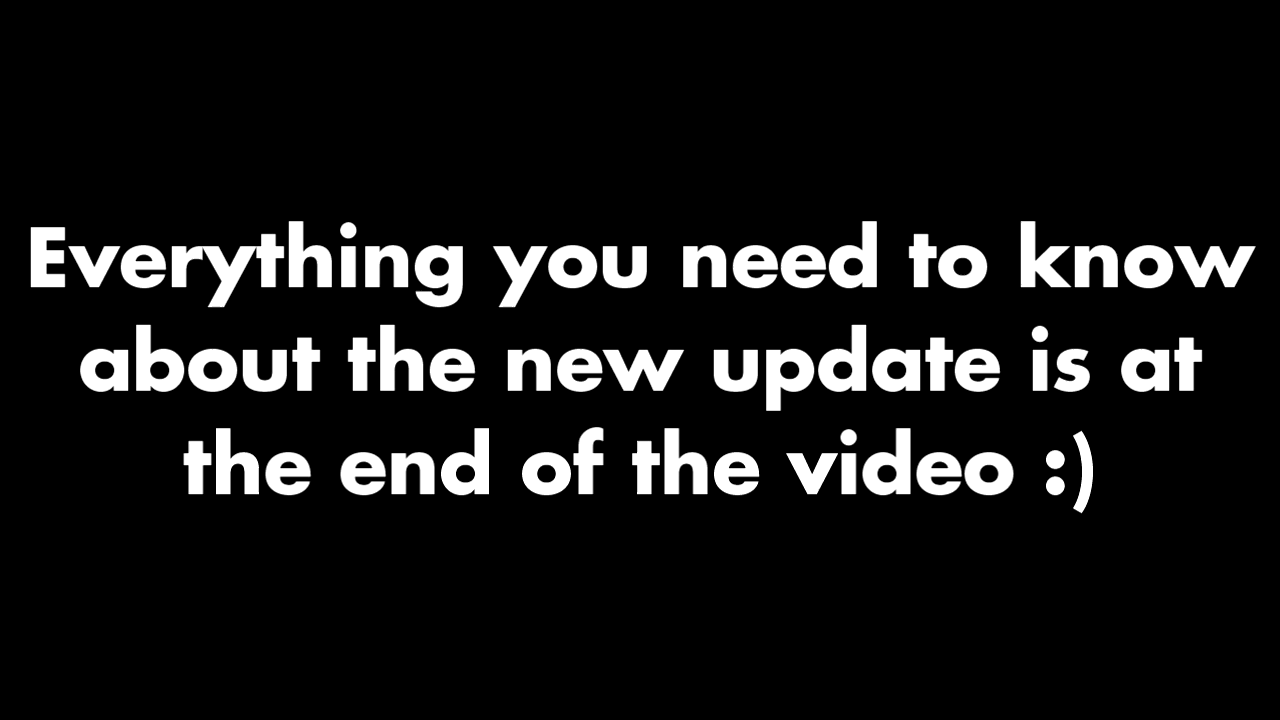 Everything you need to know
about the new update is at
the end of the video :)